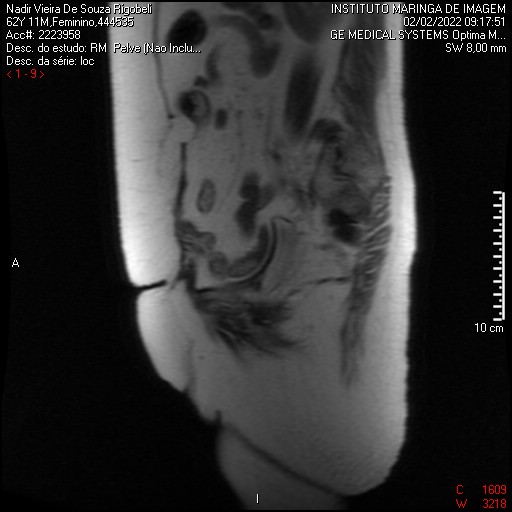 Nadir Vieira De Souza Rigobeli
62Y 11M,Feminino,444535
Acc#: 2223958
Desc. do estudo: RM  Pelve (Nao Inclu...
Desc. da série: loc
< 1 - 9 >
INSTITUTO MARINGA DE IMAGEM
02/02/2022 09:17:51
GE MEDICAL SYSTEMS Optima M...
SW 8,00 mm
A
10 cm
I
C 1609
W 3218